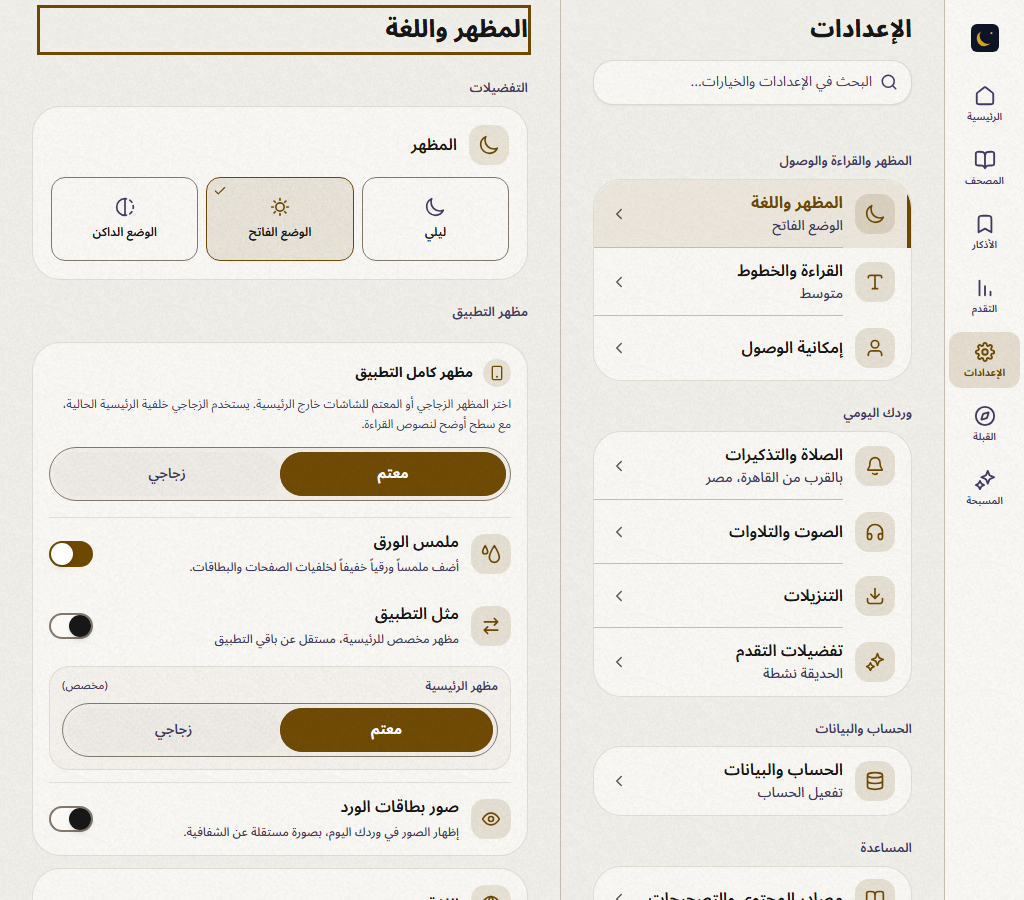 الرئيسية
المصحف
الأذكار
التقدم
الإعدادات
القبلة
المسبحة
الإعدادات
البحث في الإعدادات والخيارات...
المظهر والقراءة والوصول
المظهر واللغة
الوضع الفاتح
القراءة والخطوط
متوسط
إمكانية الوصول
وردك اليومي
الصلاة والتذكيرات
بالقرب من القاهرة، مصر
الصوت والتلاوات
التنزيلات
تفضيلات التقدم
الحديقة نشطة
الحساب والبيانات
الحساب والبيانات
تفعيل الحساب
المساعدة
مصادر المحتوى والتصحيحات
المظهر واللغة
التفضيلات
المظهر
ليلي
الوضع الفاتح
الوضع الداكن
مظهر التطبيق
مظهر كامل التطبيق
اختر المظهر الزجاجي أو المعتم للشاشات خارج الرئيسية. يستخدم الزجاجي خلفية الرئيسية الحالية،
مع سطح أوضح لنصوص القراءة.
معتم
زجاجي
ملمس الورق
أضف ملمساً ورقياً خفيفاً لخلفيات الصفحات والبطاقات.
مثل التطبيق
مظهر مخصص للرئيسية، مستقل عن باقي التطبيق
مظهر الرئيسية
(مخصص)
معتم
زجاجي
صور بطاقات الورد
إظهار الصور في وردك اليوم، بصورة مستقلة عن الشفافية.